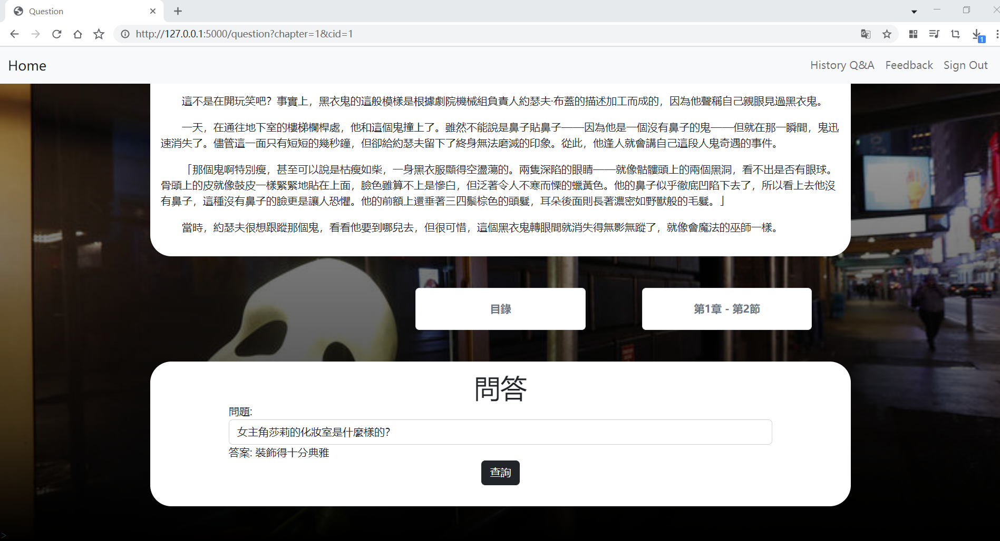 Question
http://127.0.0.1:5000/question?chapter=1&cid=1
1
Home
History Q&A Feedback Sign Out
這不是在開玩笑吧？事實上，黑衣鬼的這般模樣是根據劇院機械組負責人約瑟夫·布蓋的描述加工而成的，因為他聲稱自己親眼見過黑衣鬼。
一天，在通往地下室的樓梯欄桿處，他和這個鬼撞上了。雖然不能說是鼻子貼鼻子——因為他是一個沒有鼻子的鬼——但就在那一瞬間，鬼迅
速消失了。儘管這一面只有短短的幾秒鐘，但卻給約瑟夫留下了終身無法磨滅的印象。從此，他逢人就會講自己這段人鬼奇遇的事件。
「那個鬼啊特別瘦，甚至可以說是枯瘦如柴，一身黑衣服顯得空盪蕩的。兩隻深陷的眼睛——就像骷髏頭上的兩個黑洞，看不出是否有眼球。
骨頭上的皮就像鼓皮一樣緊緊地貼在上面，臉色雖算不上是慘白，但泛著令人不寒而慄的蠟黃色。他的鼻子似乎徹底凹陷下去了，所以看上去他沒
有鼻子，這種沒有鼻子的臉更是讓人恐懼。他的前額上還垂著三四鬃棕色的頭髮，耳朵後面則長著濃密如野獸般的毛髮。」
當時，約瑟夫很想跟蹤那個鬼，看看他要到哪兒去，但很可惜，這個黑衣鬼轉眼間就消失得無影無蹤了，就像會魔法的巫師一樣。
目錄
第1章 - 第2節
問答
問題:
女主角莎莉的化妝室是什麼樣的？
答案: 裝飾得十分典雅
查詢
>